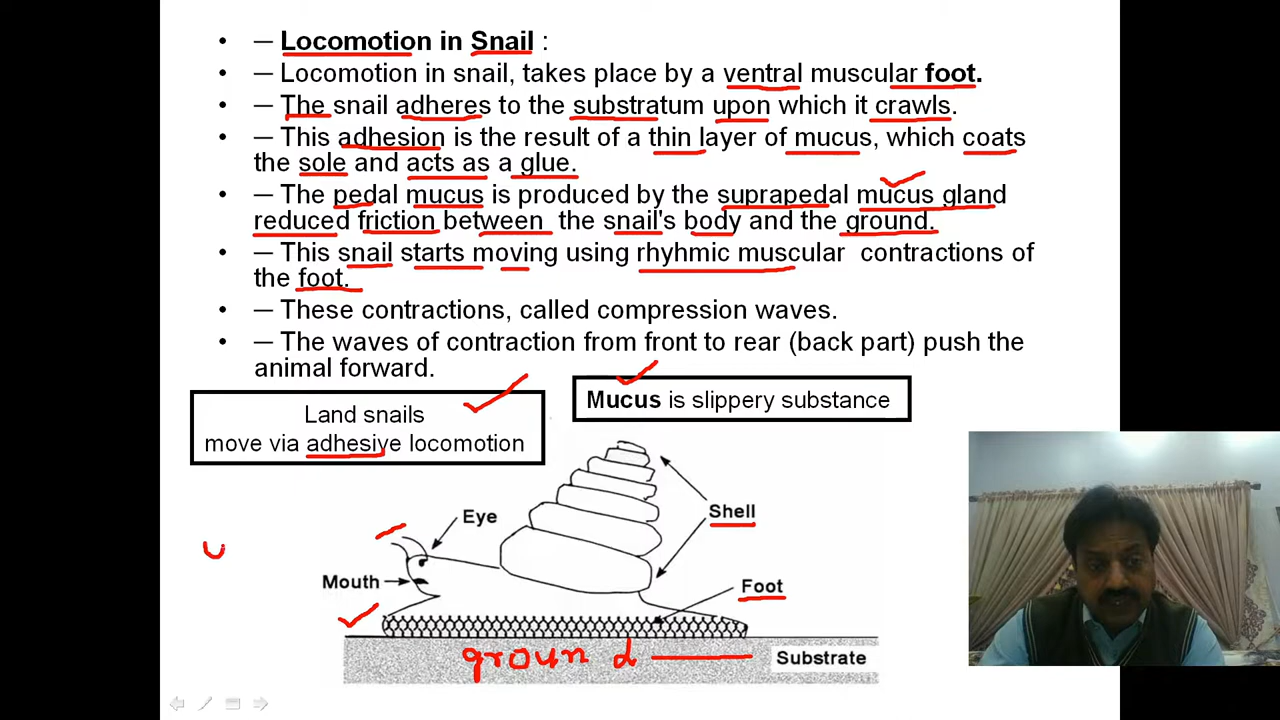 • — Locomotion in Snail :
• — Locomotion in snail, takes place by a ventral muscular foot.
• — The snail adheres to the substratum upon which it crawls.
• — This adhesion is the result of a thin layer of mucus, which coats
the sole and acts as a glue.
• — The pedal mucus is produced by the suprapedal mucus gland
reduced friction between the snail's body and the ground.
• — This snail starts moving using rhyhmic muscular contractions of
the foot.
• — These contractions, called compression waves.
• — The waves of contraction from front to rear (back part) push the
animal forward.
Land snails
move via adhesive locomotion
Mucus is slippery substance
Eye
Shell
Mouth
Foot
ground
Substrate